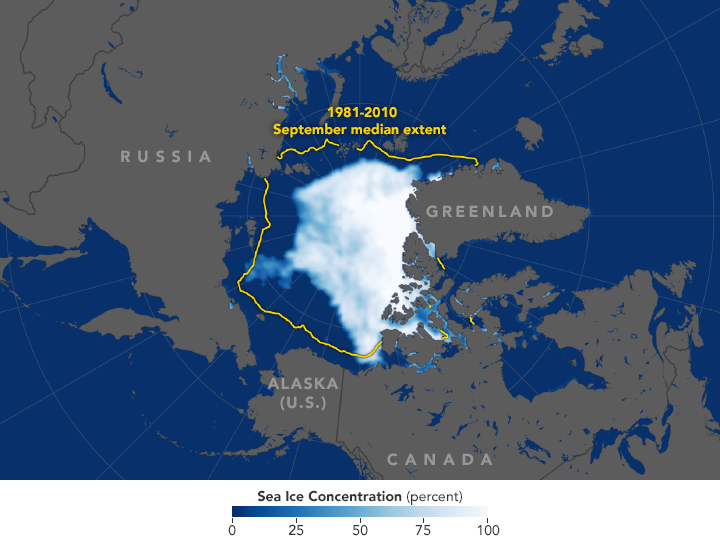 1981-2010
September median extent
RUSSIA
GREENLAND
ALASKA
(U.S.)
CANADA
Sea Ice Concentration (percent)
0 25 50 75 100